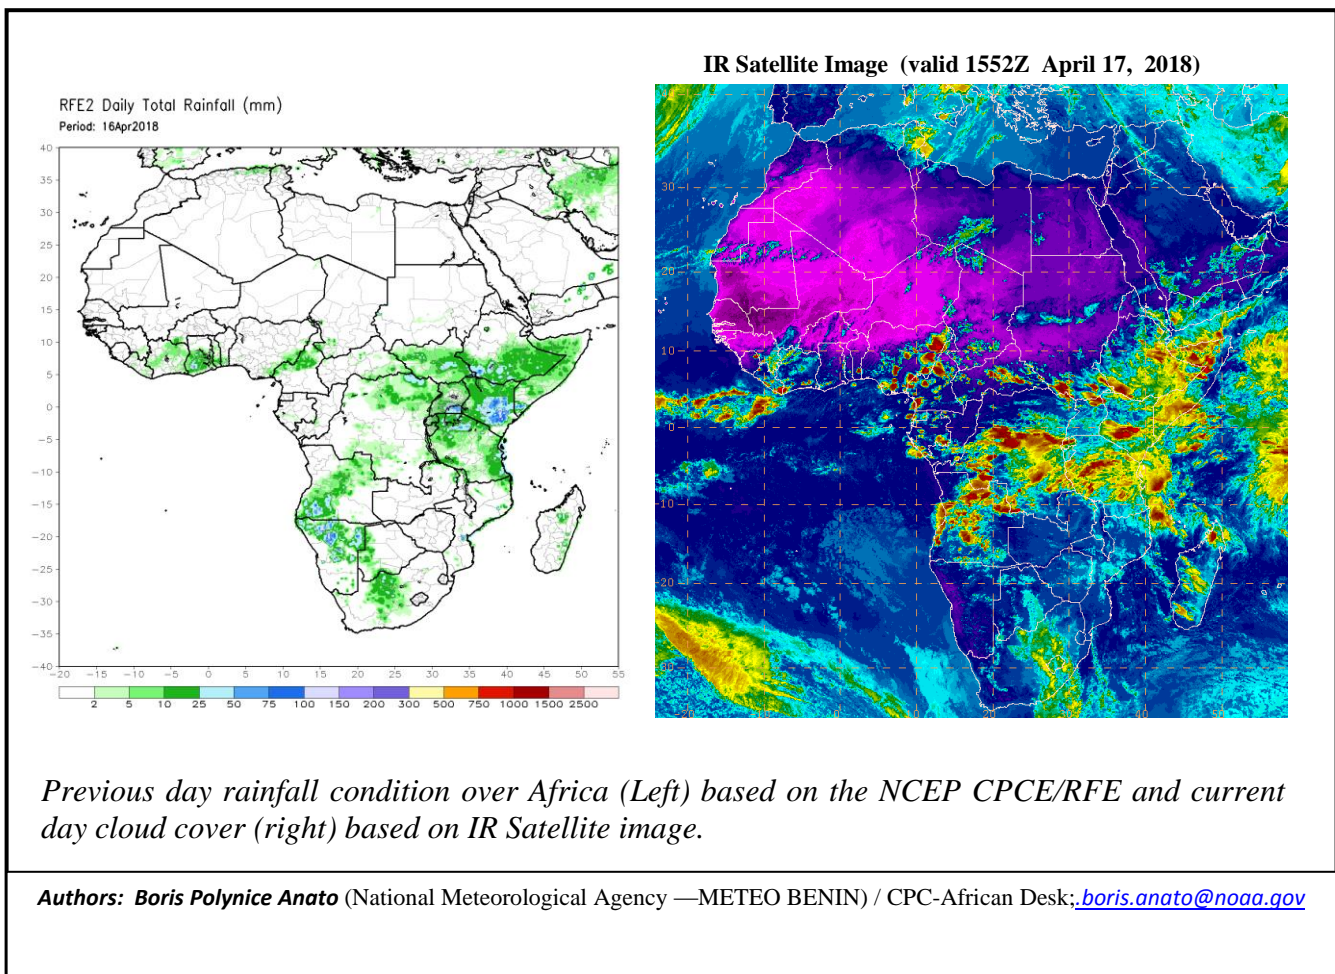 IR Satellite Image (valid 1552Z April 17, 2018)
RFE2 Daily Total Rainfall (mm)
Period: 16Apr2018
40
35
30
25
20
15
10
5
0
−5
−10
−15
−20
−25
−30
−35
−40
−20 −15 −10 −5 0 5 10 15 20 25 30 35 40 45 50 55
2 5 10 25 50 75 100 150 200 300 500 750 1000 1500 2500
30
20
10
0
-10
20
Previous day rainfall condition over Africa (Left) based on the NCEP CPCE/RFE and current
day cloud cover (right) based on IR Satellite image.
Authors: Boris Polynice Anato (National Meteorological Agency —METEO BENIN) / CPC-African Desk;.boris.anato@noaa.gov